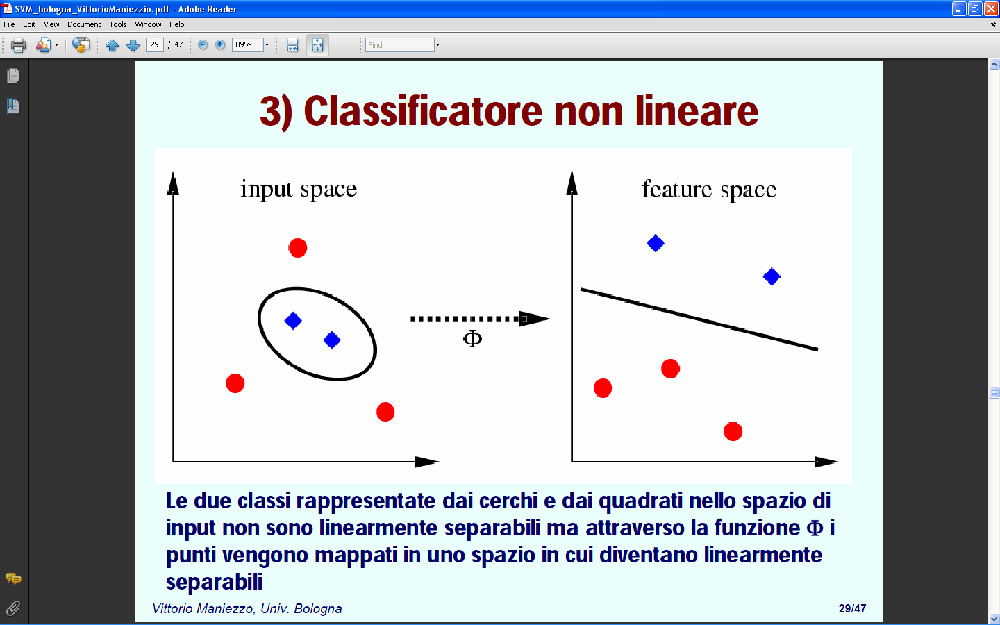 SVM_bologna_VittorioManiezzio.pdf - Adobe Reader
File Edit View Document Tools Window Help
29 / 47 89% Find
3) Classificatore non lineare
input space
feature space
Φ
Le due classi rappresentate dai cerchi e dai quadrati nello spazio di
input non sono linearmente separabili ma attraverso la funzione Φ i
punti vengono mappati in uno spazio in cui diventano linearmente
separabili
Vittorio Maniezzo, Univ. Bologna
29/47